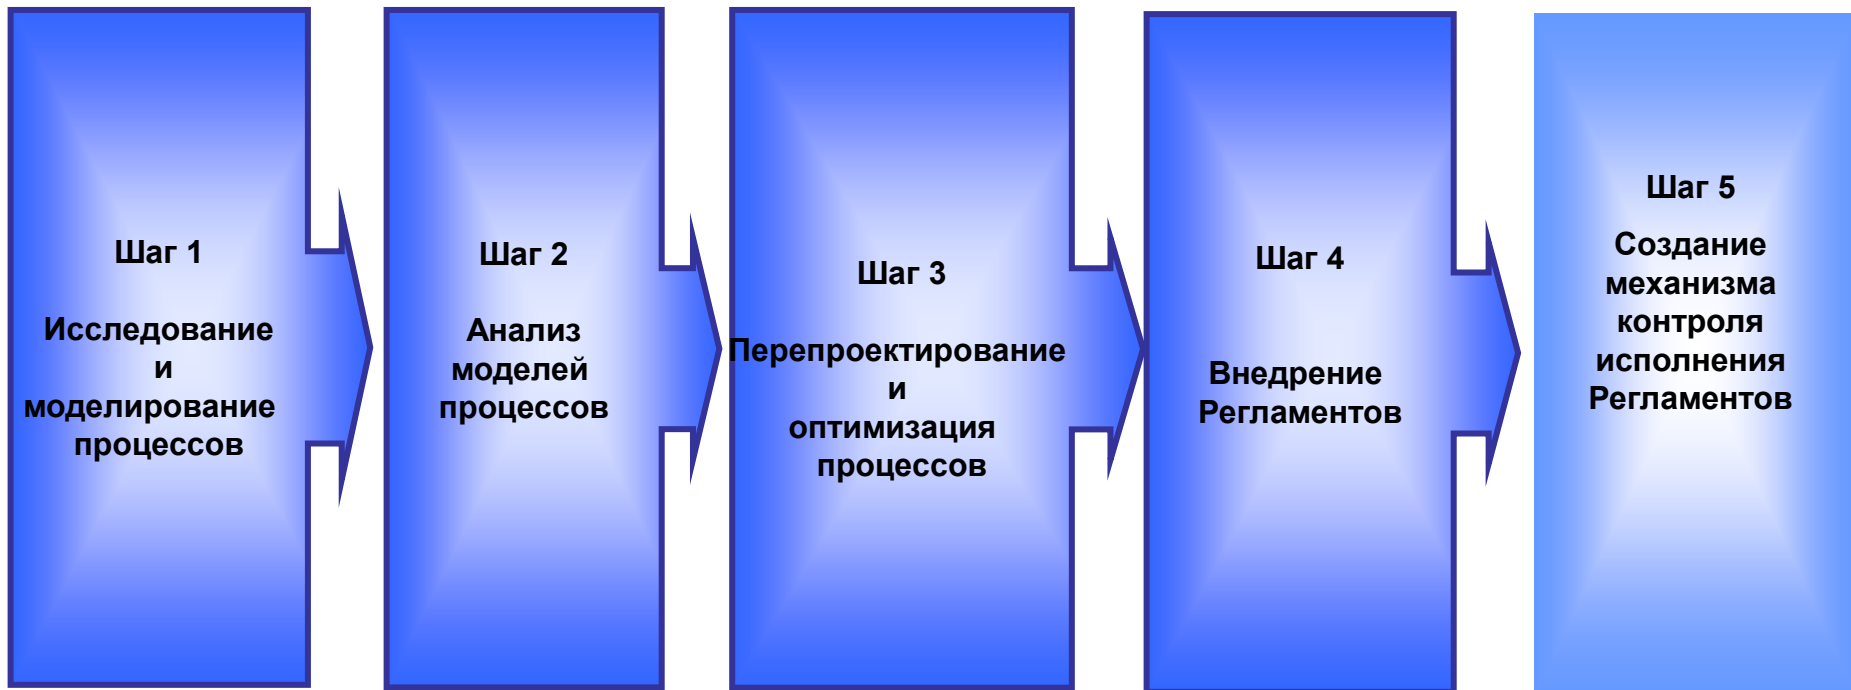 Шаг 1
Исследование
и
моделирование
процессов
Шаг 2
Анализ
моделей
процессов
Шаг 3
Перепроектирование
и
оптимизация
процессов
Шаг 4
Внедрение
Регламентов
Шаг 5
Создание
механизма
контроля
исполнения
Регламентов